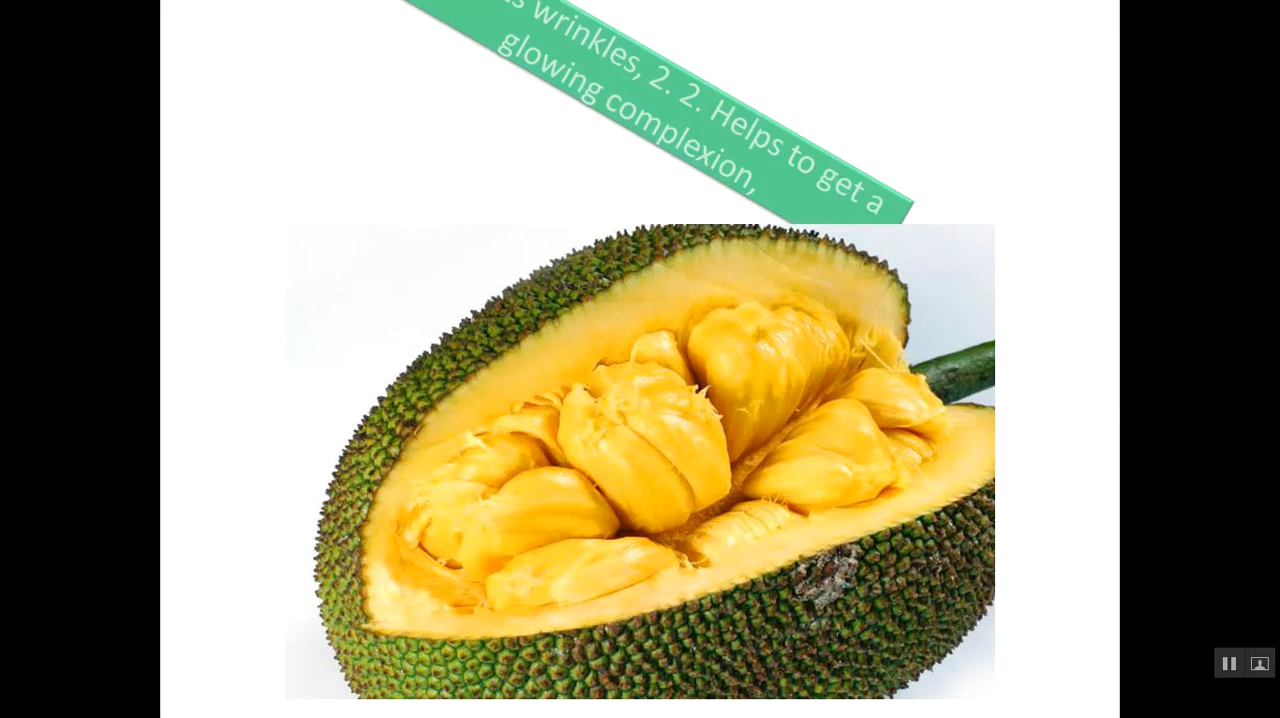 wrinkles, 2. 2. Helps to get a
glowing complexion,